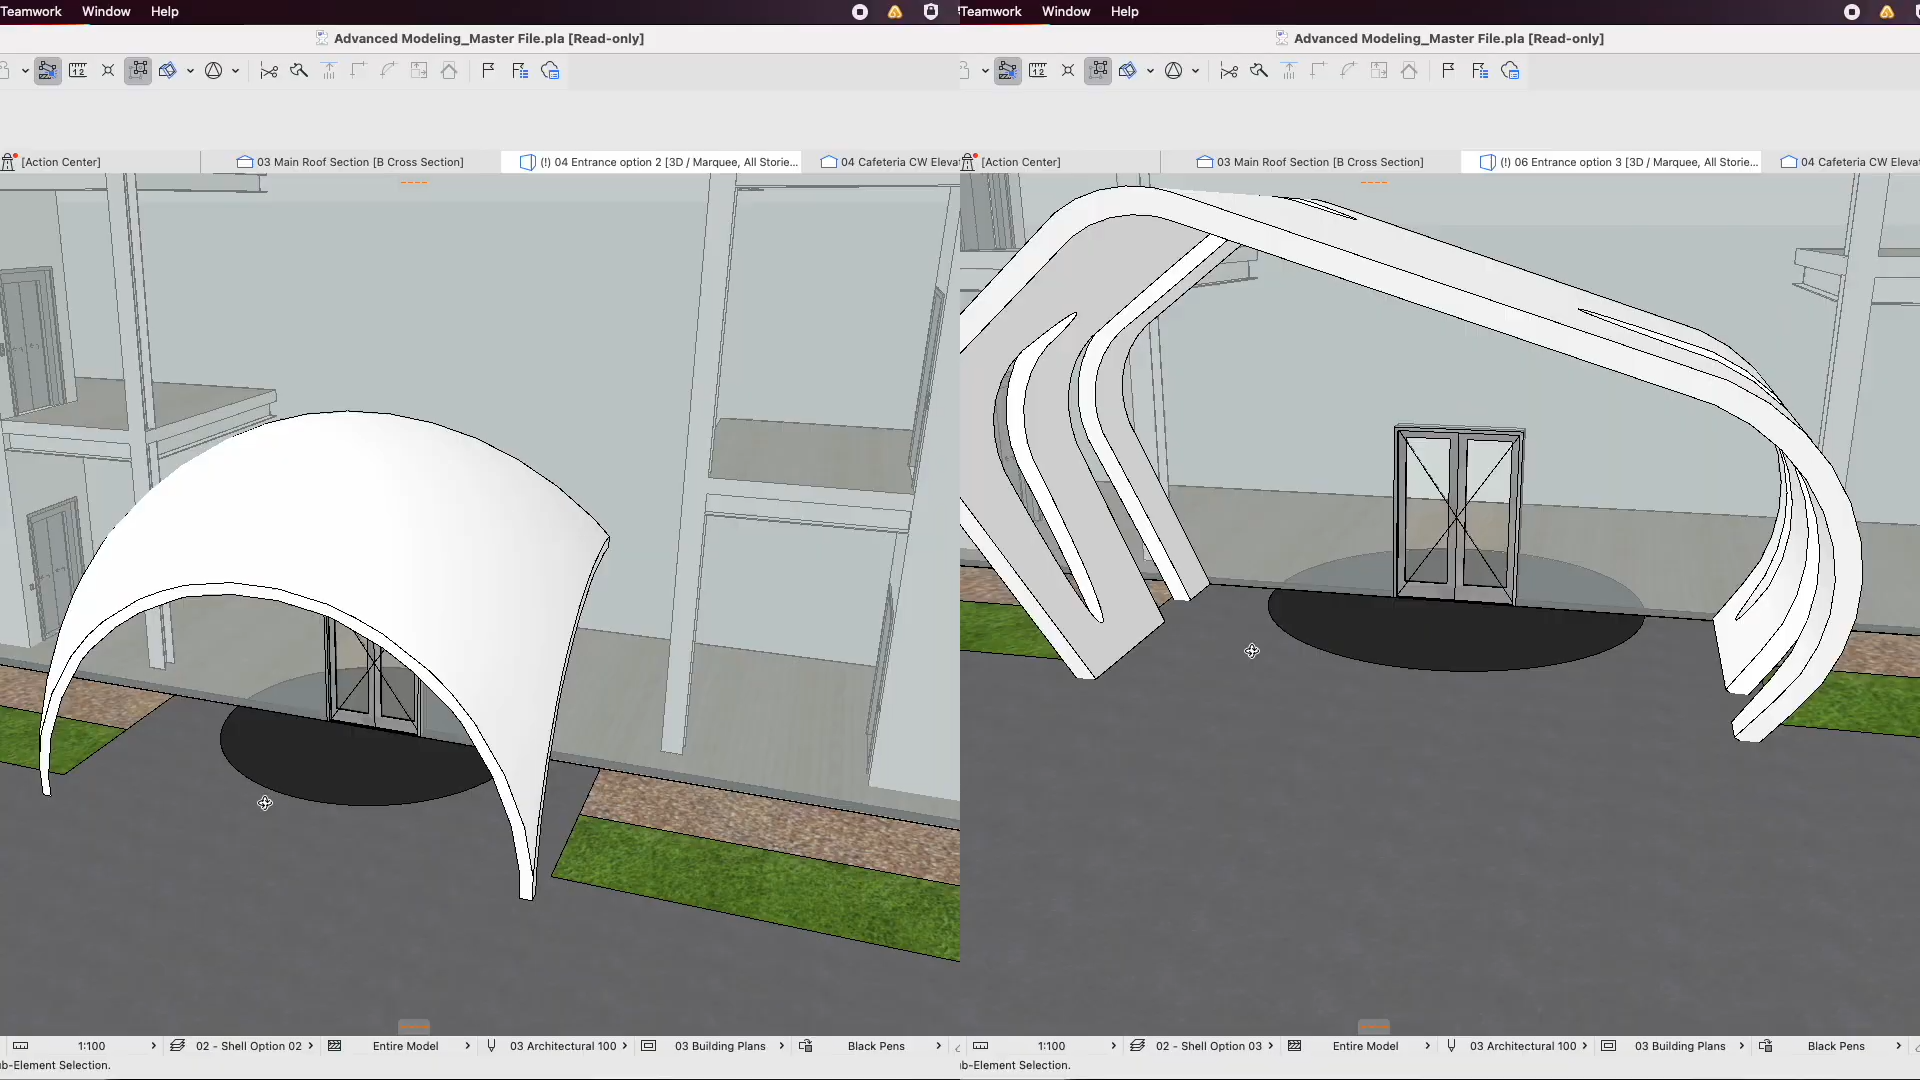 Teamwork Window Help
Advanced Modeling_Master File.pla [Read-only]
[Action Center] 03 Main Roof Section [B Cross Section] (!) 04 Entrance option 2 [3D / Marquee, All Storie... 04 Cafeteria CW Eleva
1:100 02 - Shell Option 02 Entire Model 03 Architectural 100 03 Building Plans Black Pens
b-Element Selection.
Teamwork Window Help
Advanced Modeling_Master File.pla [Read-only]
[Action Center] 03 Main Roof Section [B Cross Section] (!) 06 Entrance option 3 [3D / Marquee, All Storie... 04 Cafeteria CW Elevat
1:100 02 - Shell Option 03 Entire Model 03 Architectural 100 03 Building Plans Black Pens
b-Element Selection.